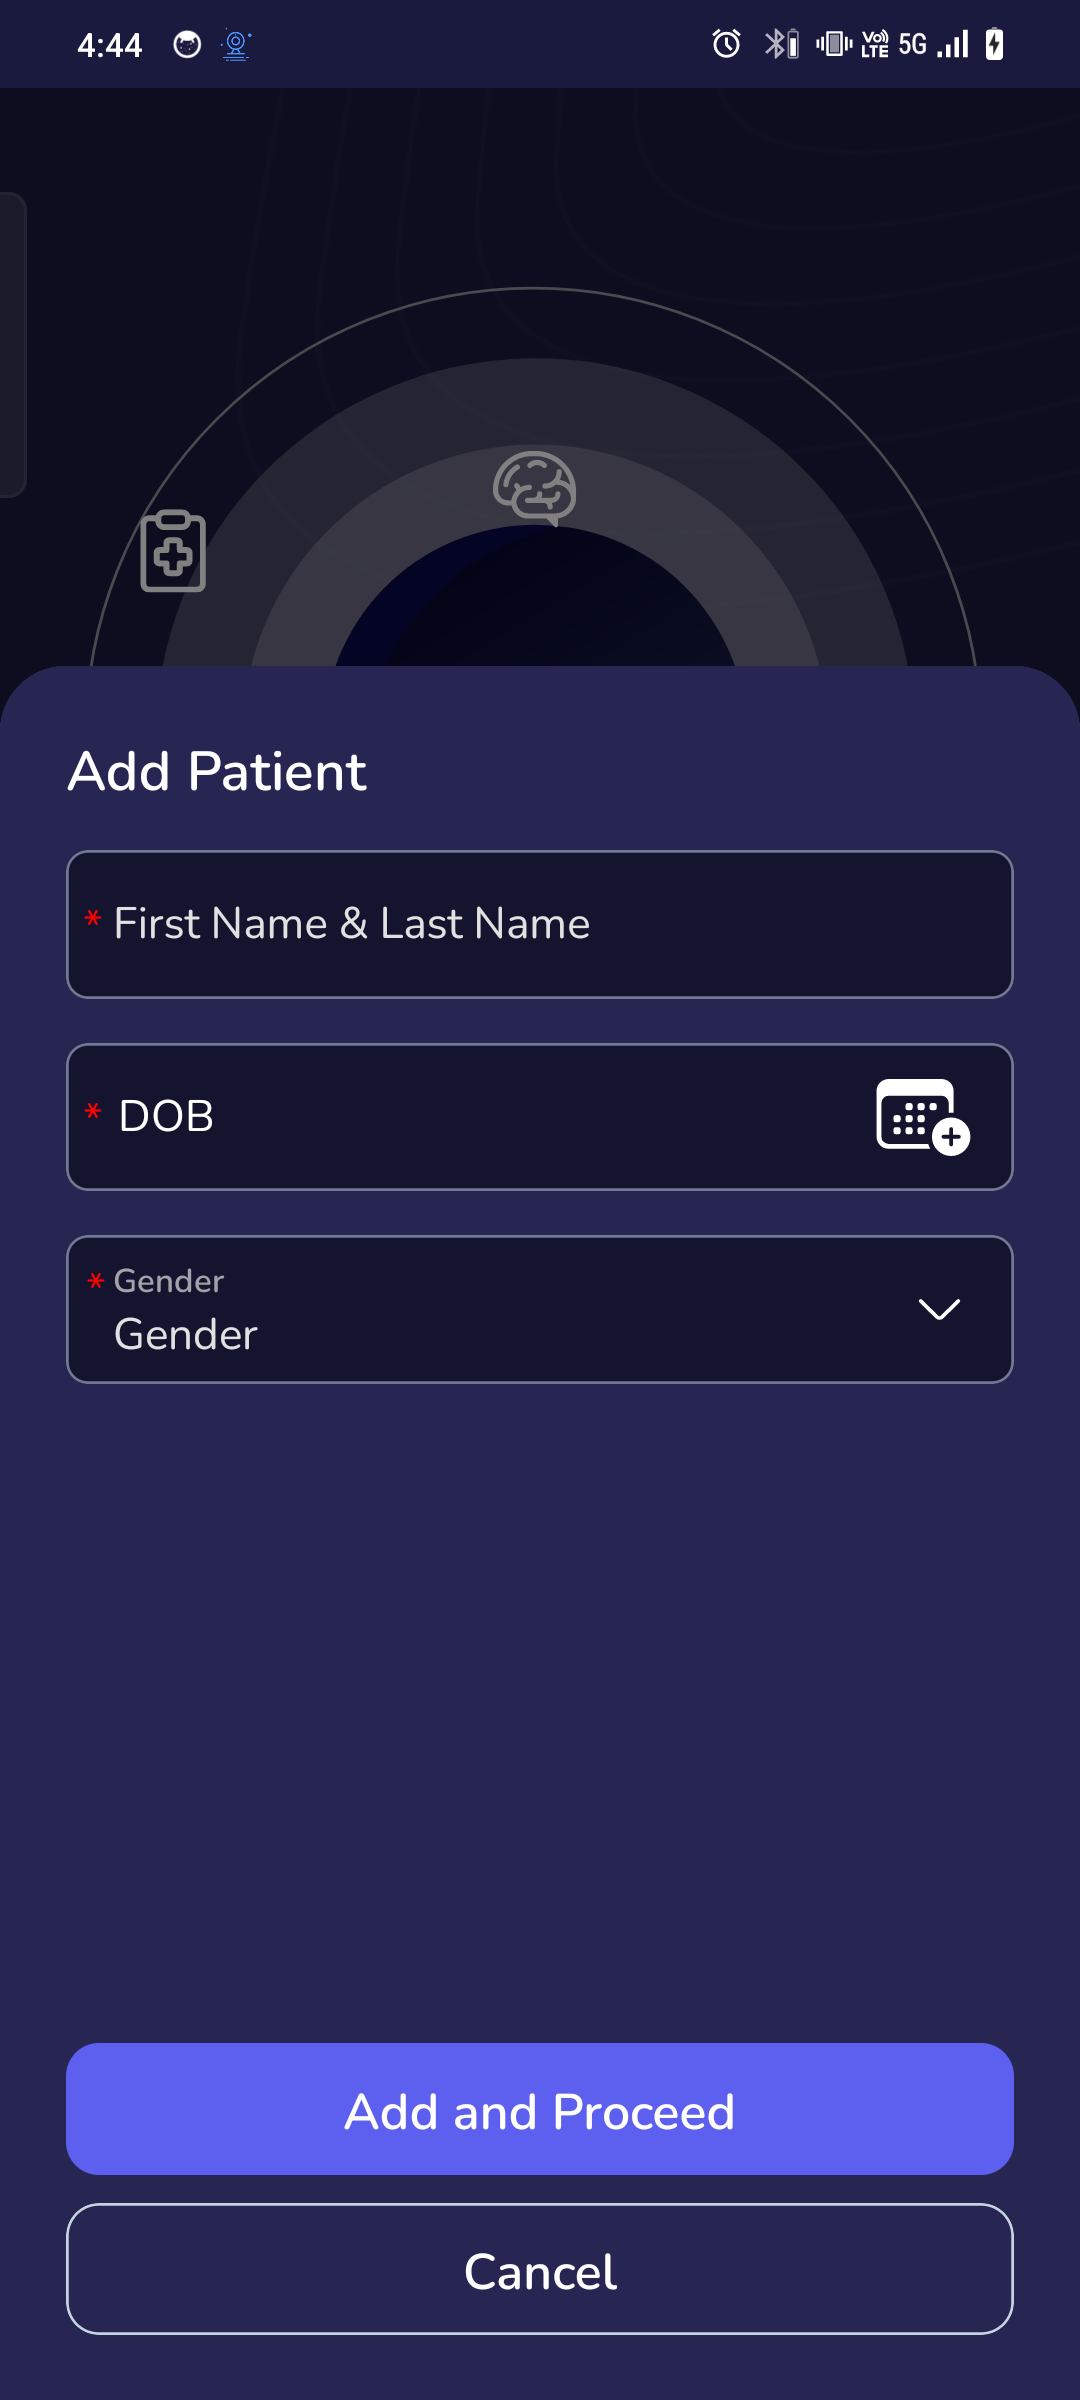 4:44
Vo) LTE 5G
Add Patient
* First Name & Last Name
* DOB
* Gender
Gender
Add and Proceed
Cancel